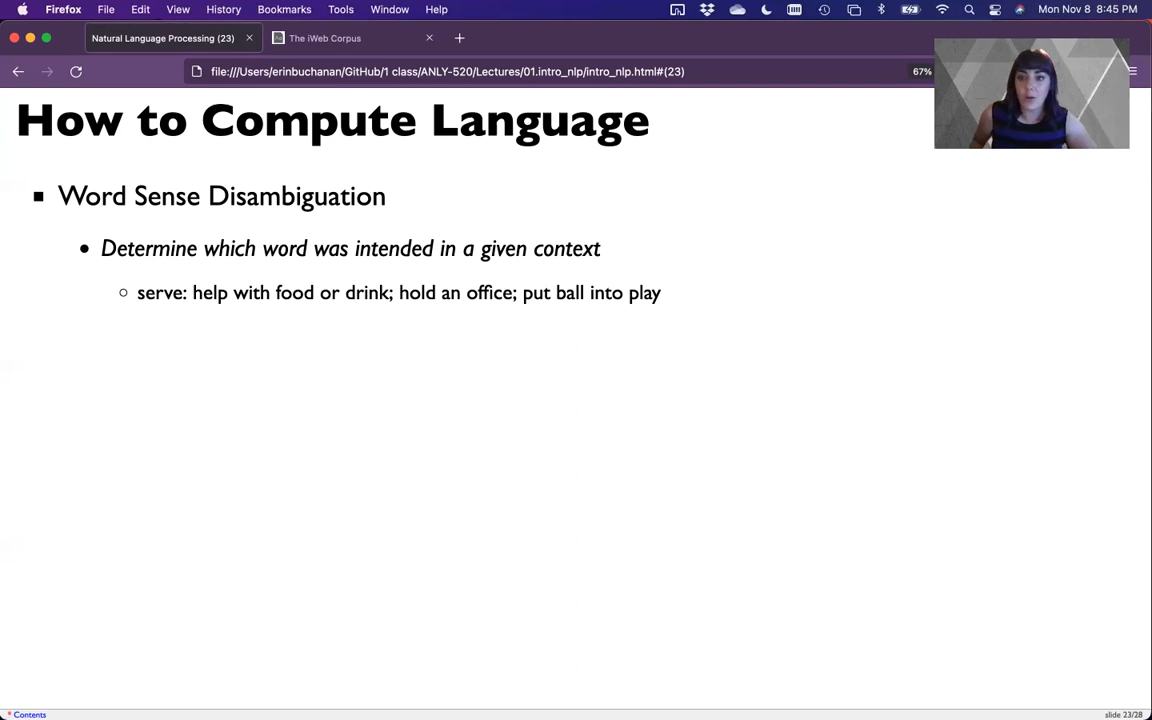 Firefox File Edit View History Bookmarks Tools Window Help Mon Nov 8 8:45 PM
Natural Language Processing (23) The iWeb Corpus
file:///Users/erinbuchanan/GitHub/1 class/ANLY-520/Lectures/01.intro_nlp/intro_nlp.html#(23) 67%
How to Compute Language
Word Sense Disambiguation
Determine which word was intended in a given context
serve: help with food or drink; hold an office; put ball into play
* Contents slide 23/28